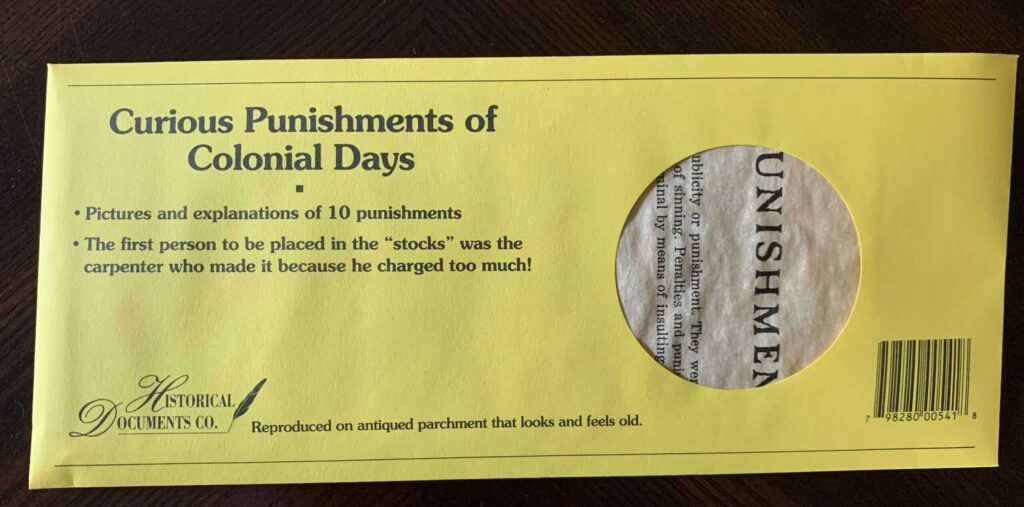 Curious Punishments of
Colonial Days
• Pictures and explanations of 10 punishments
• The first person to be placed in the “stocks” was the
carpenter who made it because he charged too much!
HISTORICAL
DOCUMENTS CO.
Reproduced on antiqued parchment that looks and feels old.
UNISHMEN
ublicity or punishment. They wer
of sinning. Penalties and puni
minal by means of insulting
7 98280 00541 8